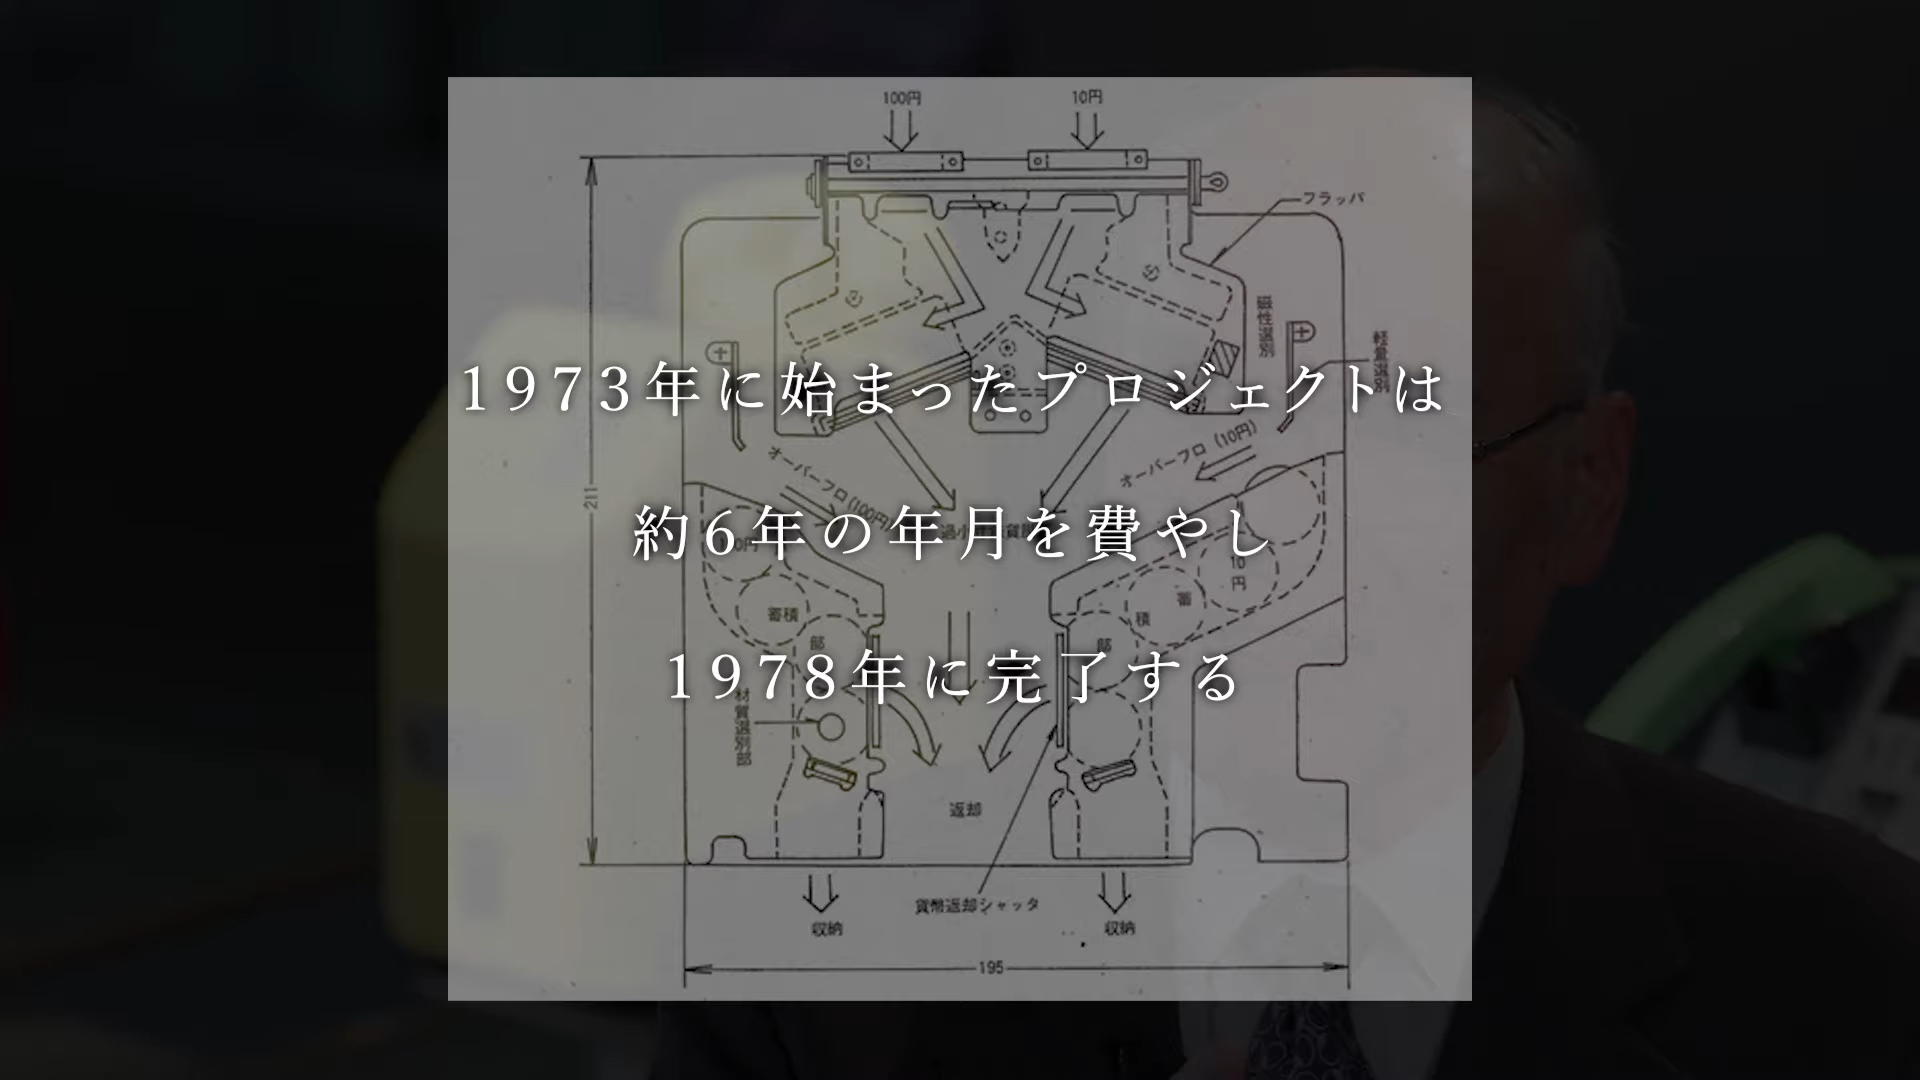 100円
10円
フラッパ
磁性選別
軽量選別
1973年に始まったプロジェクトは
オーバーフロ(100円)
オーバーフロ(10円)
211
約6年の年月を費やし
10円
蓄積部
蓄積部
1978年に完了する
材質選別部
返却
貨幣返却シャッタ
収納
収納
195